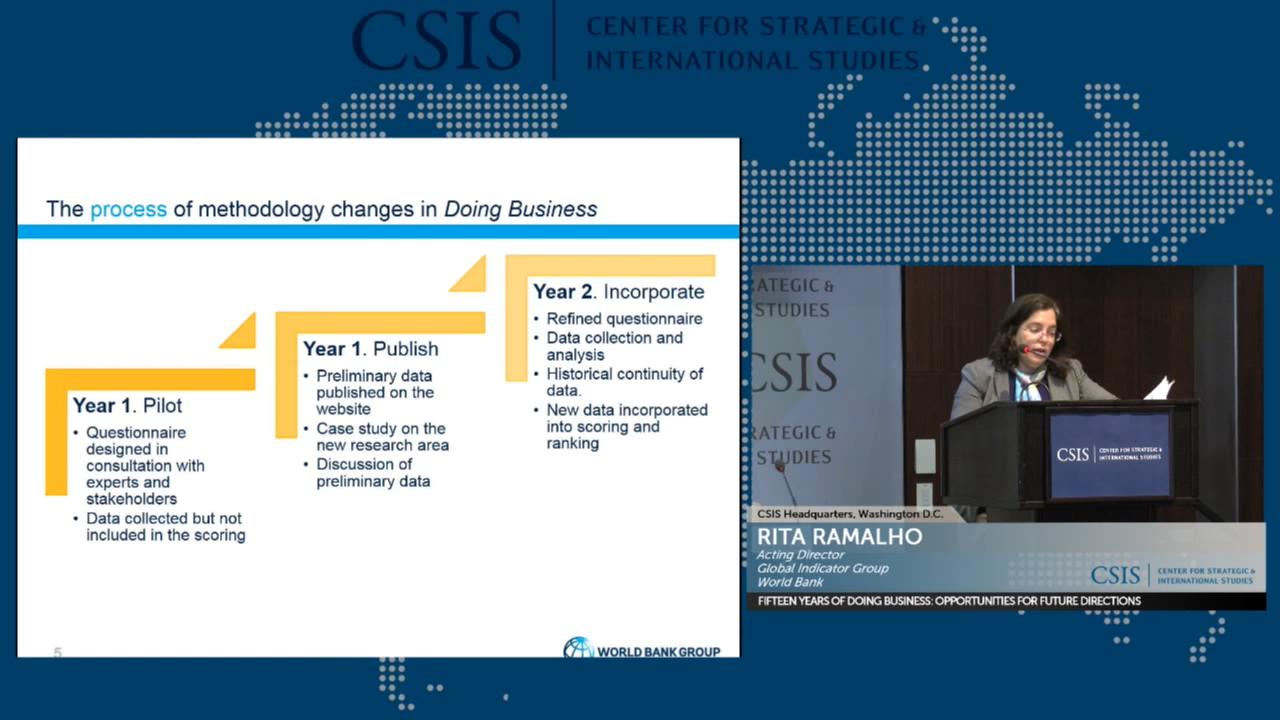 CSIS
CENTER FOR STRATEGIC &
INTERNATIONAL STUDIES
The process of methodology changes in Doing Business
Year 1. Pilot
• Questionnaire
designed in
consultation with
experts and
stakeholders
• Data collected but not
included in the scoring
Year 1. Publish
• Preliminary data
published on the
website
• Case study on the
new research area
• Discussion of
preliminary data
Year 2. Incorporate
• Refined questionnaire
• Data collection and
analysis
• Historical continuity of
data.
• New data incorporated
into scoring and
ranking
5
WORLD BANK GROUP
ATEGIC &
STUDIES
CSIS
RATEGIC &
STUDIES
CSIS
CENTER FOR STRATEGIC &
INTERNATIONAL STUDIES
CSIS Headquarters, Washington D.C.
RITA RAMALHO
Acting Director
Global Indicator Group
World Bank
CSIS
CENTER FOR STRATEGIC &
INTERNATIONAL STUDIES
FIFTEEN YEARS OF DOING BUSINESS: OPPORTUNITIES FOR FUTURE DIRECTIONS